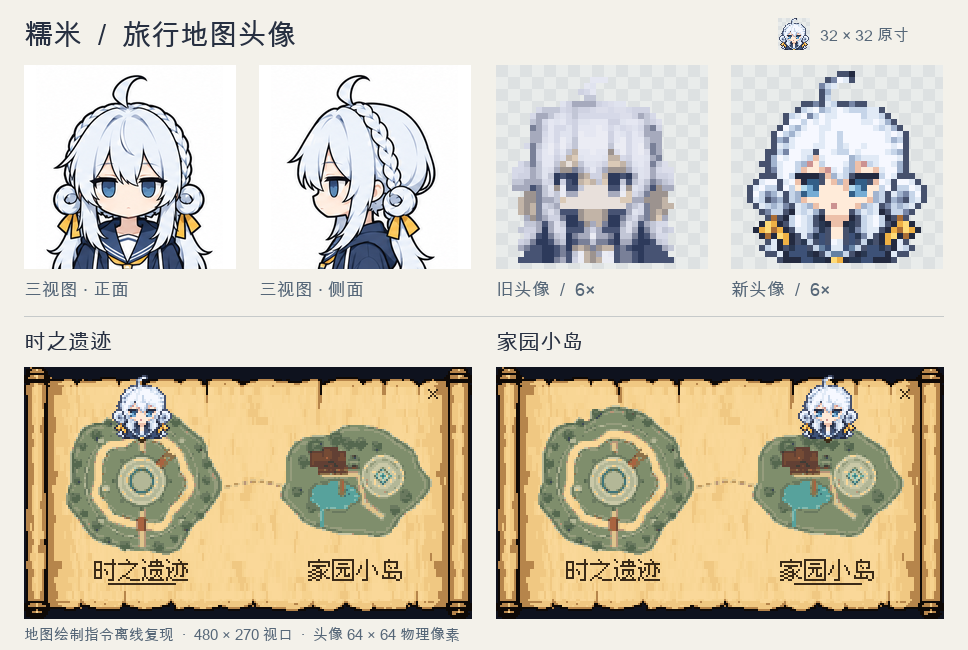 糯米 / 旅行地图头像
32 × 32 原寸
三视图 · 正面
三视图 · 侧面
旧头像 / 6×
新头像 / 6×
时之遗迹
家园小岛
×
×
时之遗迹
家园小岛
时之遗迹
家园小岛
地图绘制指令离线复现 · 480 × 270 视口 · 头像 64 × 64 物理像素